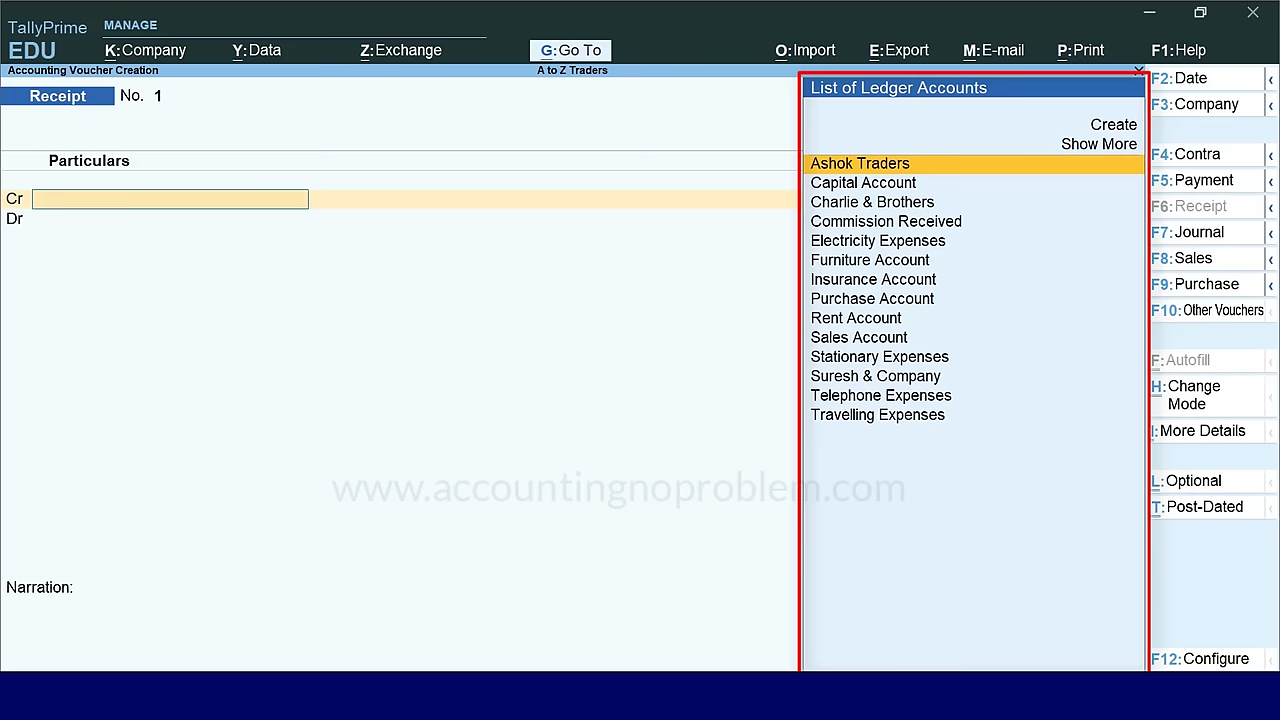 TallyPrime
MANAGE
EDU
K:Company Y:Data Z:Exchange G:Go To O:Import E:Export M:E-mail P:Print F1:Help
Accounting Voucher Creation A to Z Traders
Receipt No. 1
Particulars
Cr
Dr
Narration:
List of Ledger Accounts
Create
Show More
Ashok Traders
Capital Account
Charlie & Brothers
Commission Received
Electricity Expenses
Furniture Account
Insurance Account
Purchase Account
Rent Account
Sales Account
Stationary Expenses
Suresh & Company
Telephone Expenses
Travelling Expenses
F2:Date
F3:Company
F4:Contra
F5:Payment
F6:Receipt
F7:Journal
F8:Sales
F9:Purchase
F10:Other Vouchers
F:Autofill
H:Change
Mode
I:More Details
L:Optional
T:Post-Dated
F12:Configure
www.accountingnoproblem.com